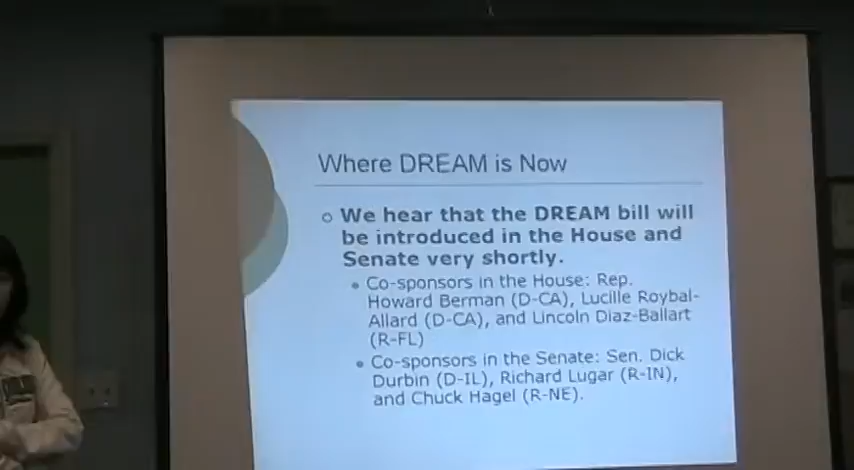 Where DREAM is Now
We hear that the DREAM bill will
be introduced in the House and
Senate very shortly.
Co-sponsors in the House: Rep.
Howard Berman (D-CA), Lucille Roybal-
Allard (D-CA), and Lincoln Diaz-Ballart
(R-FL)
Co-sponsors in the Senate: Sen. Dick
Durbin (D-IL), Richard Lugar (R-IN),
and Chuck Hagel (R-NE).